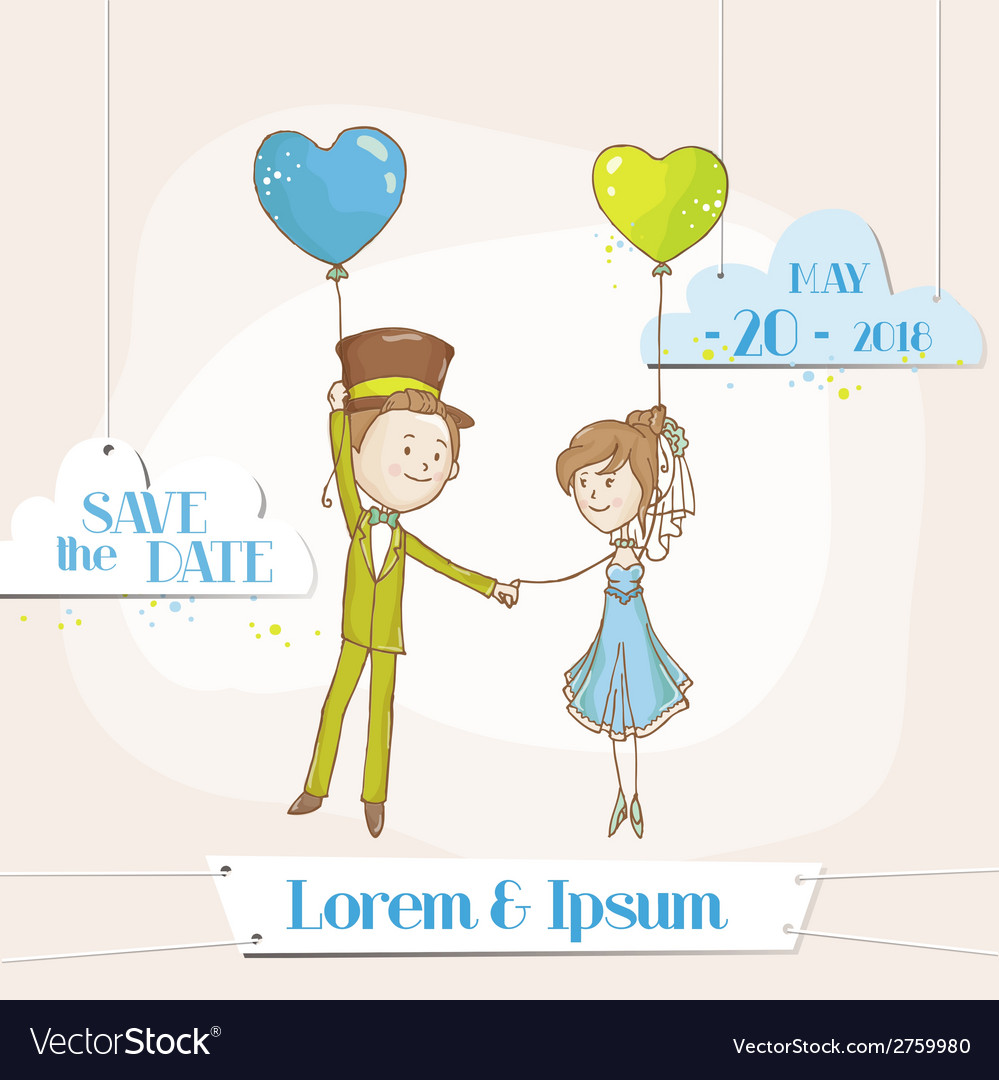 MAY
- 20 - 2018
SAVE
the DATE
Lorem & Ipsum
VectorStock®
VectorStock.com/2759980